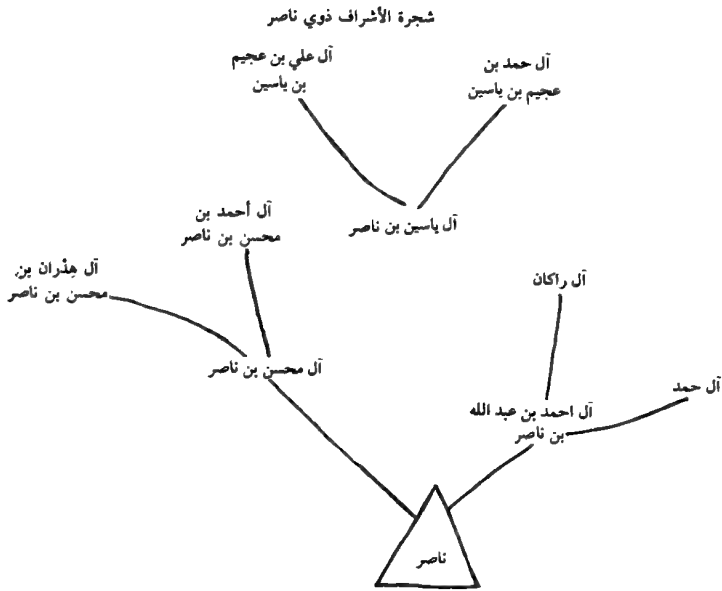 شجرة الأشراف ذوي ناصر
آل حمد بن
عجيم بن ياسين
آل علي بن عجيم
بن ياسين
آل ياسين بن ناصر
آل أحمد بن
محسن بن ناصر
آل هِذران بن
محسن بن ناصر
آل راكان
آل محسن بن ناصر
آل حمد
آل احمد بن عبد الله
بن ناصر
ناصر